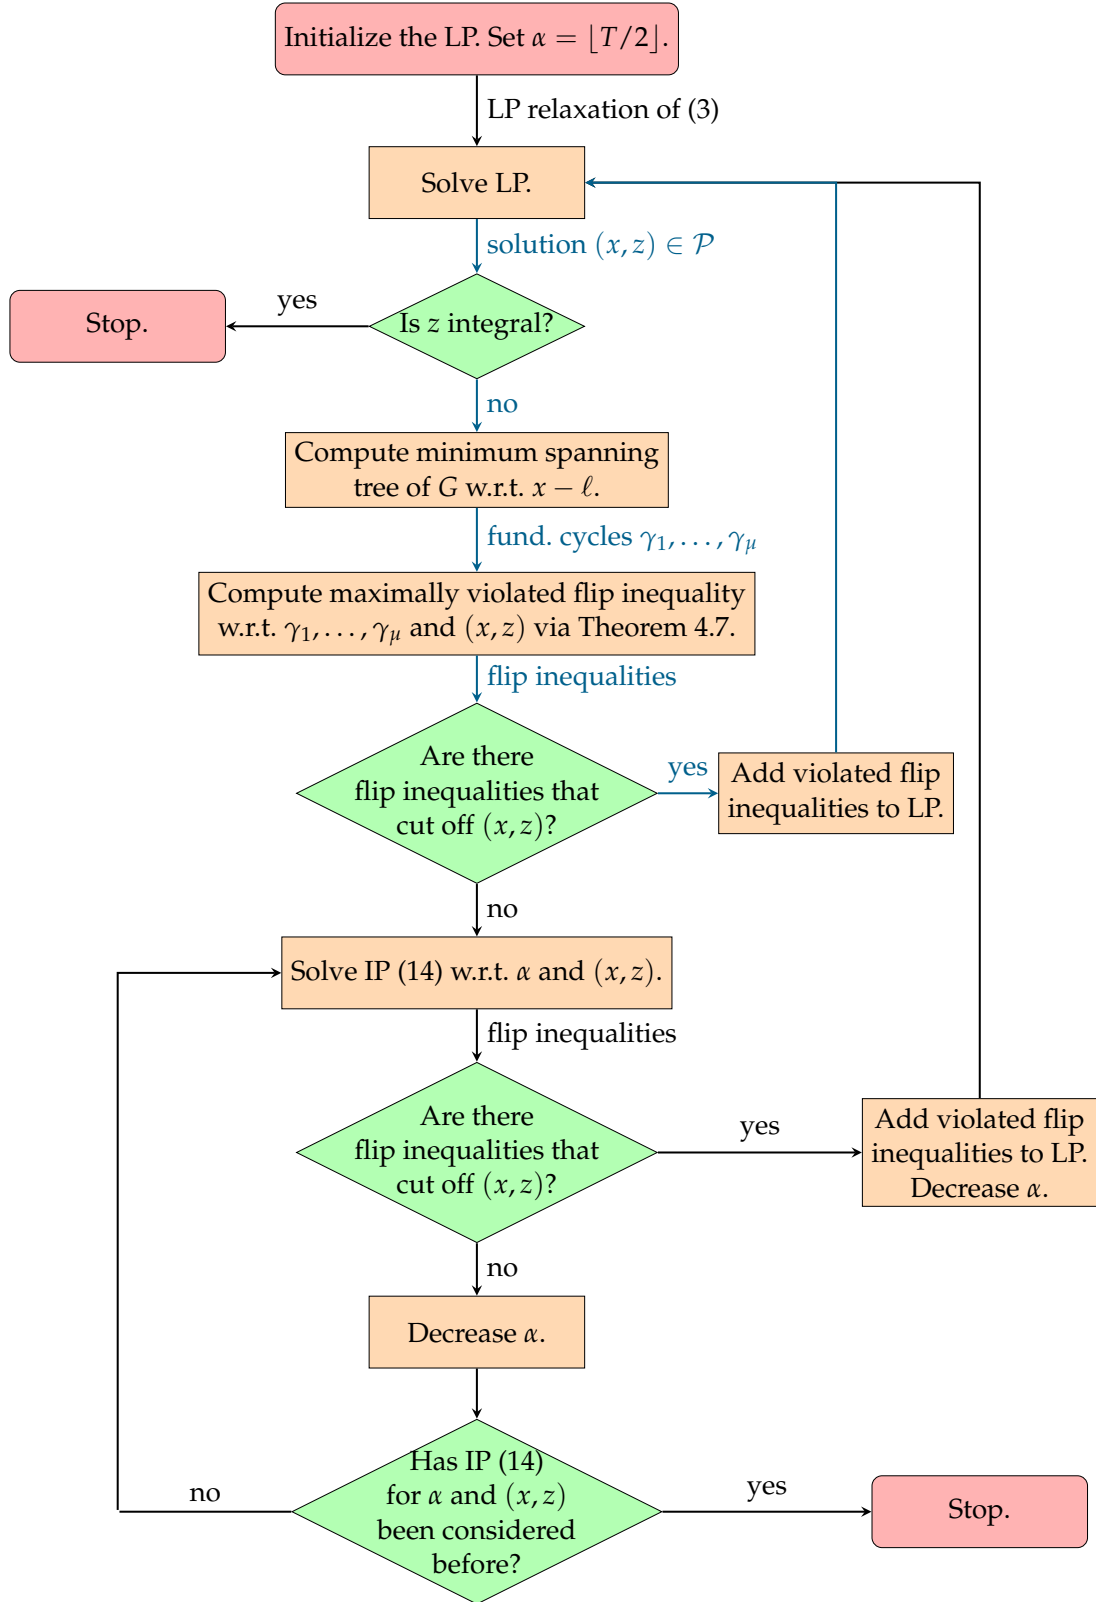 Initialize the LP. Set α = ⌊T/2⌋.
LP relaxation of (3)
Solve LP.
solution (x, z) ∈ 𝒫
yes
Stop.
Is z integral?
no
Compute minimum spanning
tree of G w.r.t. x − ℓ.
fund. cycles γ₁, . . . , γ_μ
Compute maximally violated flip inequality
w.r.t. γ₁, . . . , γ_μ and (x, z) via Theorem 4.7.
flip inequalities
Are there
flip inequalities that
cut off (x, z)?
yes
Add violated flip
inequalities to LP.
no
Solve IP (14) w.r.t. α and (x, z).
flip inequalities
Are there
flip inequalities that
cut off (x, z)?
yes
Add violated flip
inequalities to LP.
Decrease α.
no
Decrease α.
Has IP (14)
for α and (x, z)
been considered
before?
no
yes
Stop.